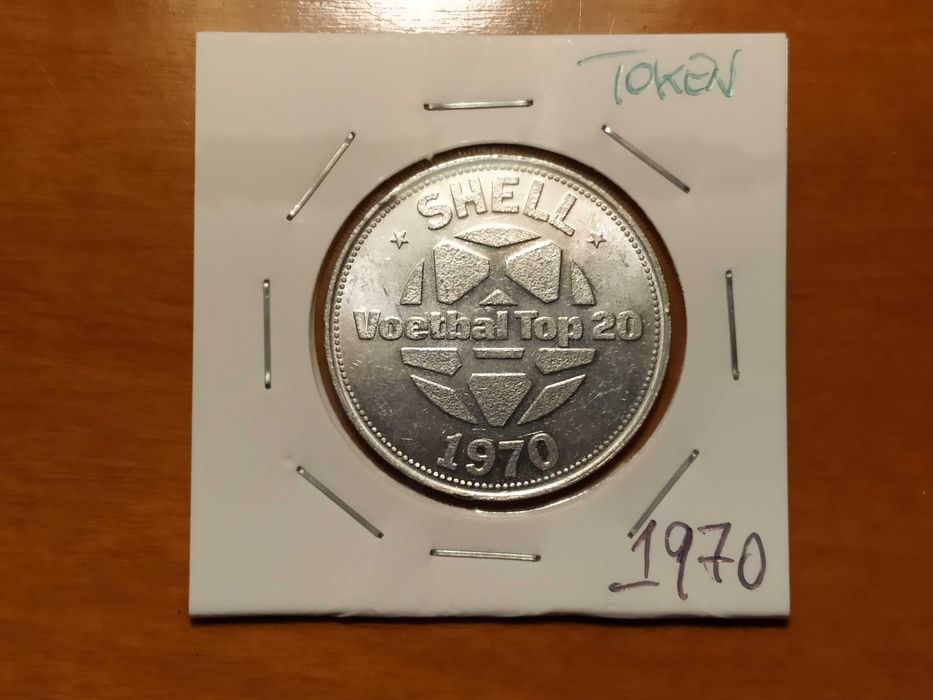 TOKEN
SHELL
Voetbal Top 20
1970
1970